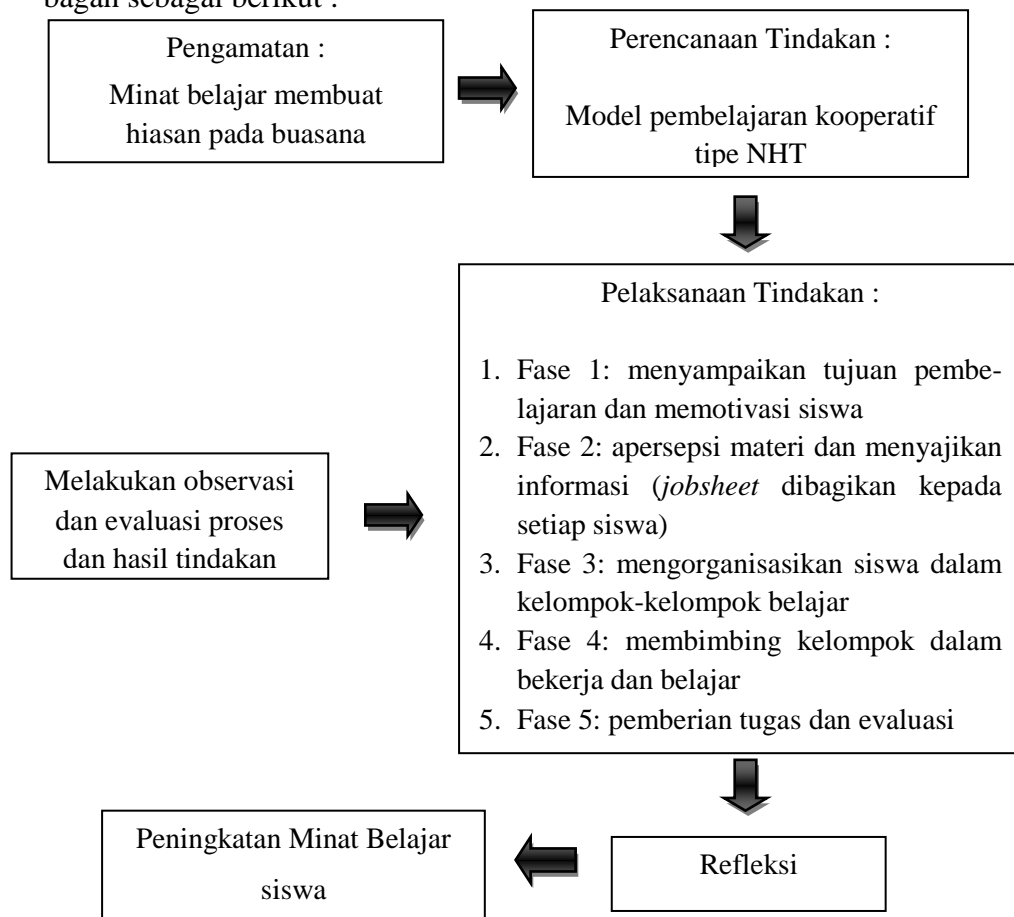 bagan sebagai berikut :
Pengamatan :
Minat belajar membuat
hiasan pada buasana
Perencanaan Tindakan :
Model pembelajaran kooperatif
tipe NHT
Pelaksanaan Tindakan :
1. Fase 1: menyampaikan tujuan pembe-
lajaran dan memotivasi siswa
2. Fase 2: apersepsi materi dan menyajikan
informasi (jobsheet dibagikan kepada
setiap siswa)
3. Fase 3: mengorganisasikan siswa dalam
kelompok-kelompok belajar
4. Fase 4: membimbing kelompok dalam
bekerja dan belajar
5. Fase 5: pemberian tugas dan evaluasi
Melakukan observasi
dan evaluasi proses
dan hasil tindakan
Refleksi
Peningkatan Minat Belajar
siswa